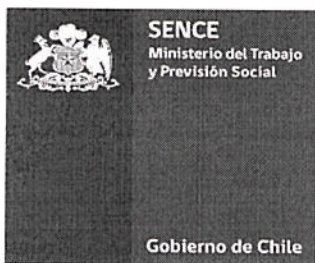 SENCE
Ministerio del Trabajo
y Previsión Social
Gobierno de Chile